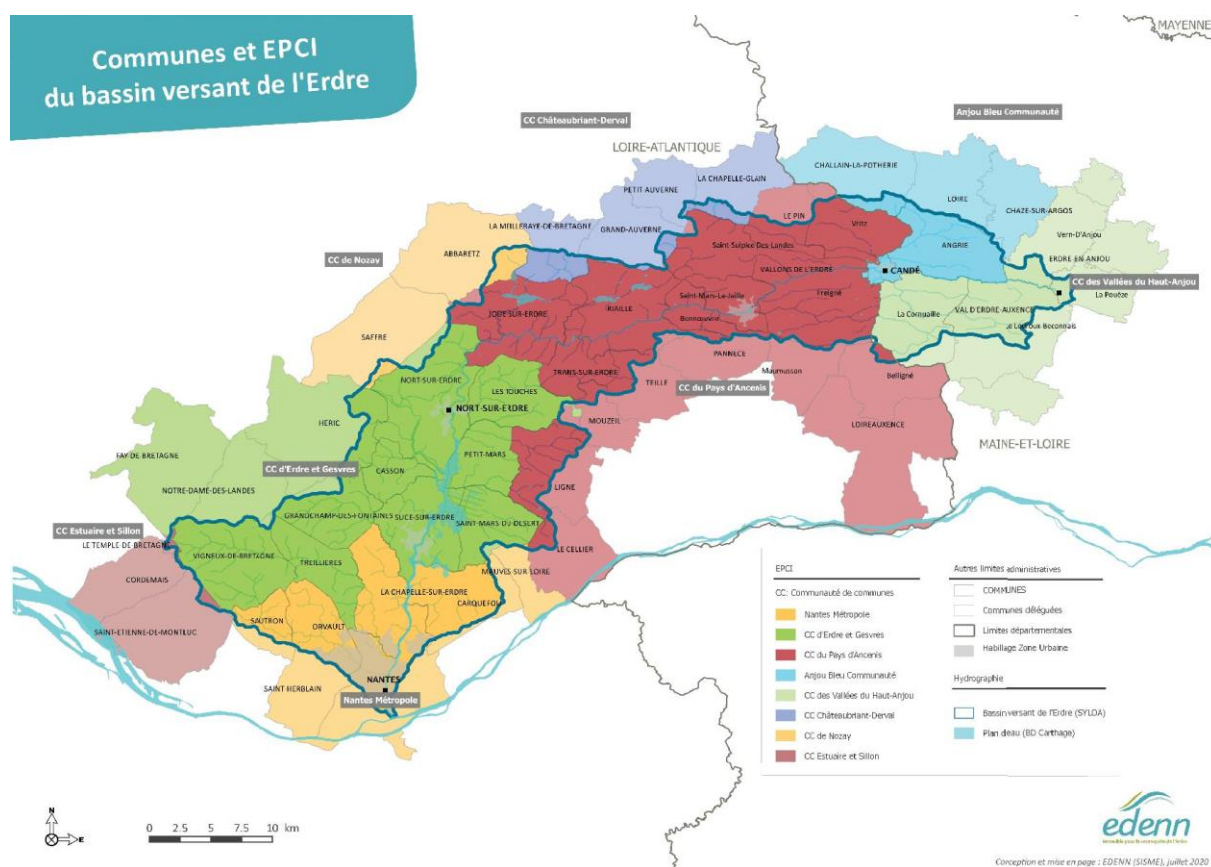 Communes et EPCI
du bassin versant de l'Erdre
MAYENNE
CC Châteaubriant-Derval
Anjou Bleu Communauté
LOIRE-ATLANTIQUE
CHALLAIN-LA-POTHERIE
LA CHAPELLE-GLAIN
PETIT AUVERNE
LOIRE
CHAZE-SUR-ARGOS
LE PIN
LA MEILLERAYE-DE-BRETAGNE
GRAND-AUVERNE
Vritz
Vern-D'Anjou
Saint-Sulpice Des Landes
ANGRIE
ABBARETZ
CC de Nozay
ERDRE EN ANJOU
VALLONS DE L'ERDRE
CANDÉ
CC des Vallées du Haut-Anjou
Saint-Mars-La-Jaille
Freigné
La Pouëze
JOUE-SUR-ERDRE
RIAILLE
La Cornuaille
VAL D'ERDRE-AUXENCE
Bonnoeuvre
Le Louroux-Beconnais
SAFFRE
PANNECE
NORT-SUR-ERDRE
TRANS-SUR-ERDRE
Maumusson
Belligné
TEILLE
CC du Pays d'Ancenis
LES TOUCHES
NORT-SUR-ERDRE
MOUZEIL
HERIC
LOIREAUXENCE
MAINE-ET-LOIRE
FAY DE BRETAGNE
PETIT-MARS
CC d'Erdre et Gesvres
CASSON
LIGNE
NOTRE-DAME-DES-LANDES
GRANDCHAMP-DES-FONTAINES
SUCE-SUR-ERDRE
SAINT-MARS-DU-DESERT
CC Estuaire et Sillon
LE TEMPLE DE BRETAGNE
VIGNEUX-DE-BRETAGNE
LE CELLIER
TREILLIERES
CORDEMAIS
MAUVES-SUR-LOIRE
LA CHAPELLE-SUR-ERDRE
CARQUEFOU
SAUTRON
ORVAULT
SAINT-ETIENNE-DE-MONTLUC
NANTES
SAINT HERBLAIN
Nantes Métropole
EPCI
CC: Communauté de communes
Nantes Métropole
CC d'Erdre et Gesvres
CC du Pays d'Ancenis
Anjou Bleu Communauté
CC des Vallées du Haut-Anjou
CC Châteaubriant-Derval
CC de Nozay
CC Estuaire et Sillon
Autres limites administratives
COMMUNES
Communes déléguées
Limites départementales
Habillage Zone Urbaine
Hydrographie
Bassin versant de l'Erdre (SYLOA)
Plan deau (BD Carthage)
N
E
0 2.5 5 7.5 10 km
edenn
Conception et mise en page : EDENN (SISME), juillet 2020